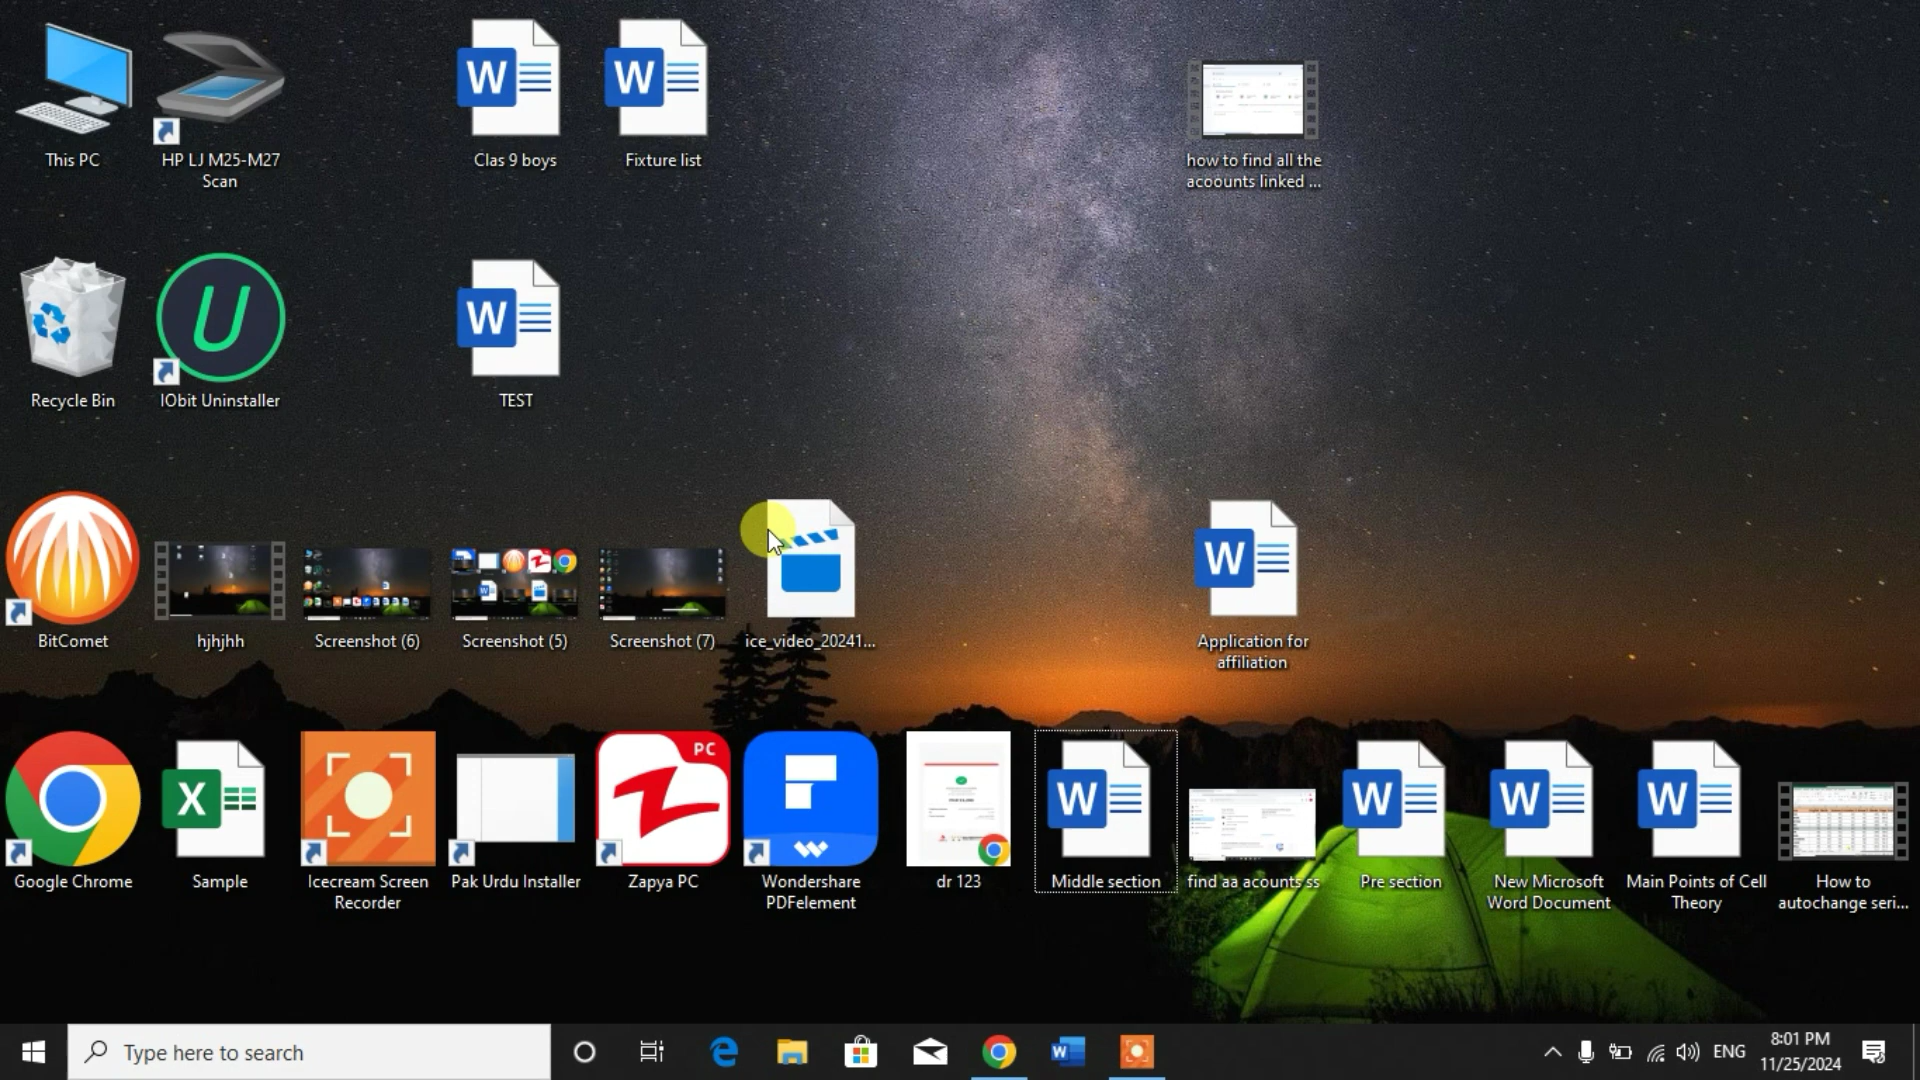 This PC
HP LJ M25-M27
Scan
Clas 9 boys
Fixture list
how to find all the
acoounts linked ...
Recycle Bin
IObit Uninstaller
TEST
BitComet
hjhjhh
Screenshot (6)
Screenshot (5)
Screenshot (7)
ice_video_20241...
Application for
affiliation
PC
Google Chrome
Sample
Icecream Screen
Recorder
Pak Urdu Installer
Zapya PC
Wondershare
PDFelement
dr 123
Middle section
find aa acounts ss
Pre section
New Microsoft
Word Document
Main Points of Cell
Theory
How to
autochange seri...
Type here to search
ENG
8:01 PM
11/25/2024